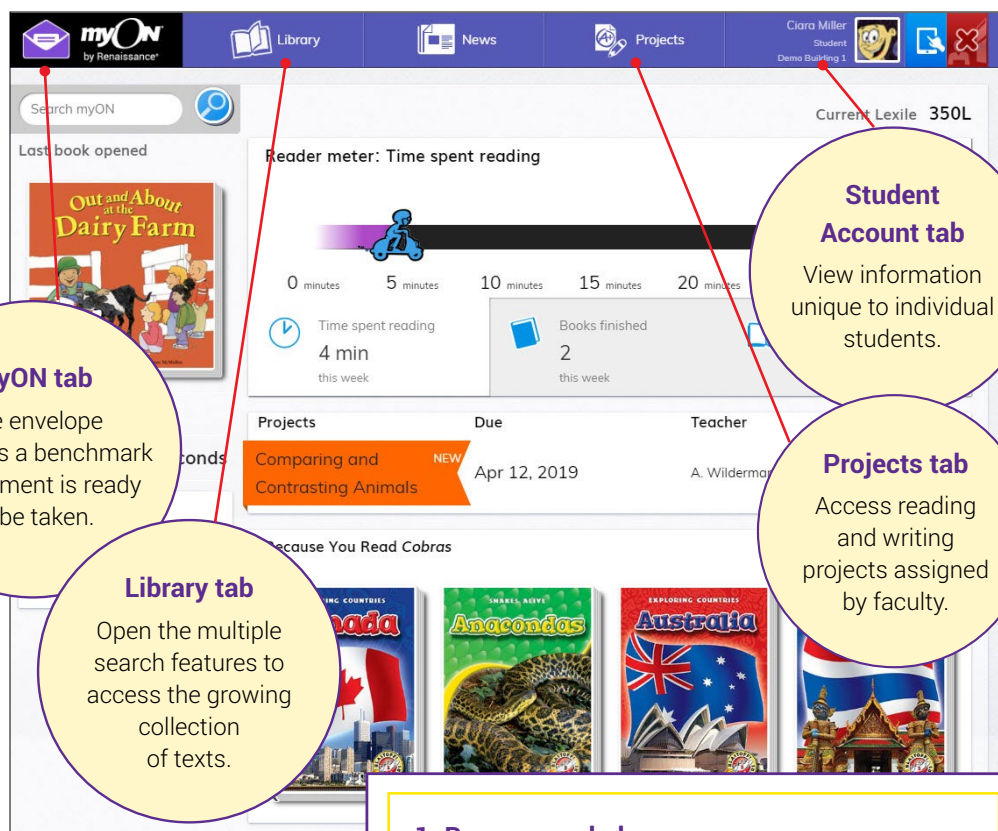 myON
by Renaissance®
Library
News
Projects
Ciara Miller
Student
Demo Building 1
Search myON
Current Lexile 350L
Last book opened
Reader meter: Time spent reading
Out and About
at the
Dairy Farm
0 minutes
5 minutes
10 minutes
15 minutes
20 minutes
Time spent reading
4 min
this week
Books finished
2
this week
Student
Account tab
View information
unique to individual
students.
yON tab
envelope
s a benchmark
ment is ready
be taken.
conds
Projects
Due
Teacher
Comparing and
Contrasting Animals
NEW
Apr 12, 2019
A. Wilderman
Projects tab
Access reading
and writing
projects assigned
by faculty.
Because You Read Cobras
Library tab
Open the multiple
search features to
access the growing
collection
of texts.
COUNTRIES
SNAKES ALIVE
Anacondas
EXPLORING COUNTRIES
Australia